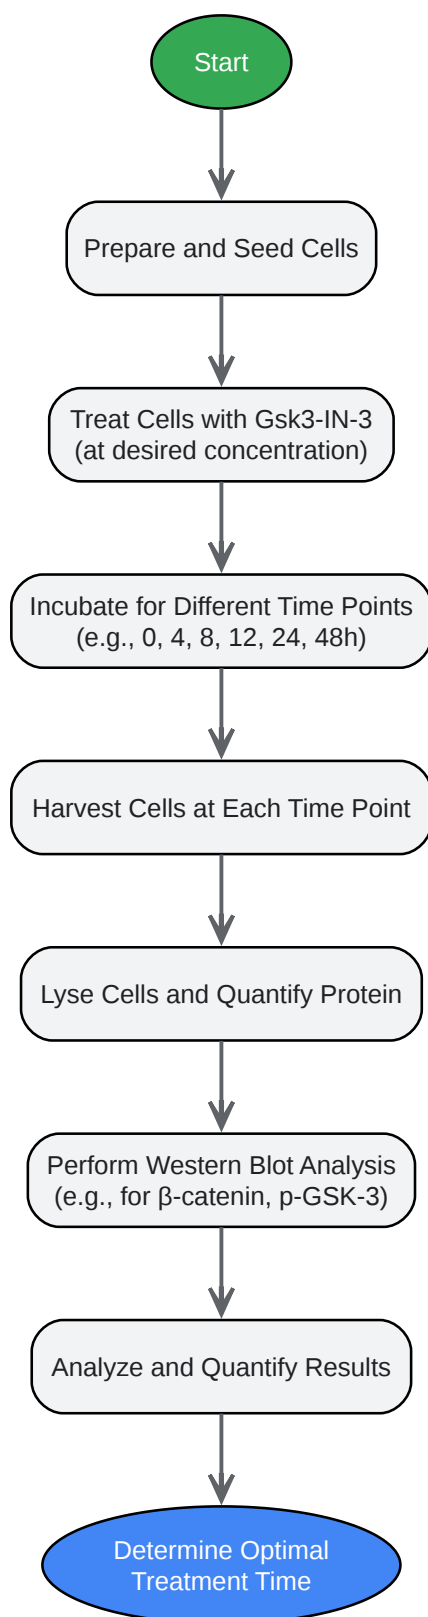 Start
Prepare and Seed Cells
Treat Cells with Gsk3-IN-3
(at desired concentration)
Incubate for Different Time Points
(e.g., 0, 4, 8, 12, 24, 48h)
Harvest Cells at Each Time Point
Lyse Cells and Quantify Protein
Perform Western Blot Analysis
(e.g., for β-catenin, p-GSK-3)
Analyze and Quantify Results
Determine Optimal
Treatment Time